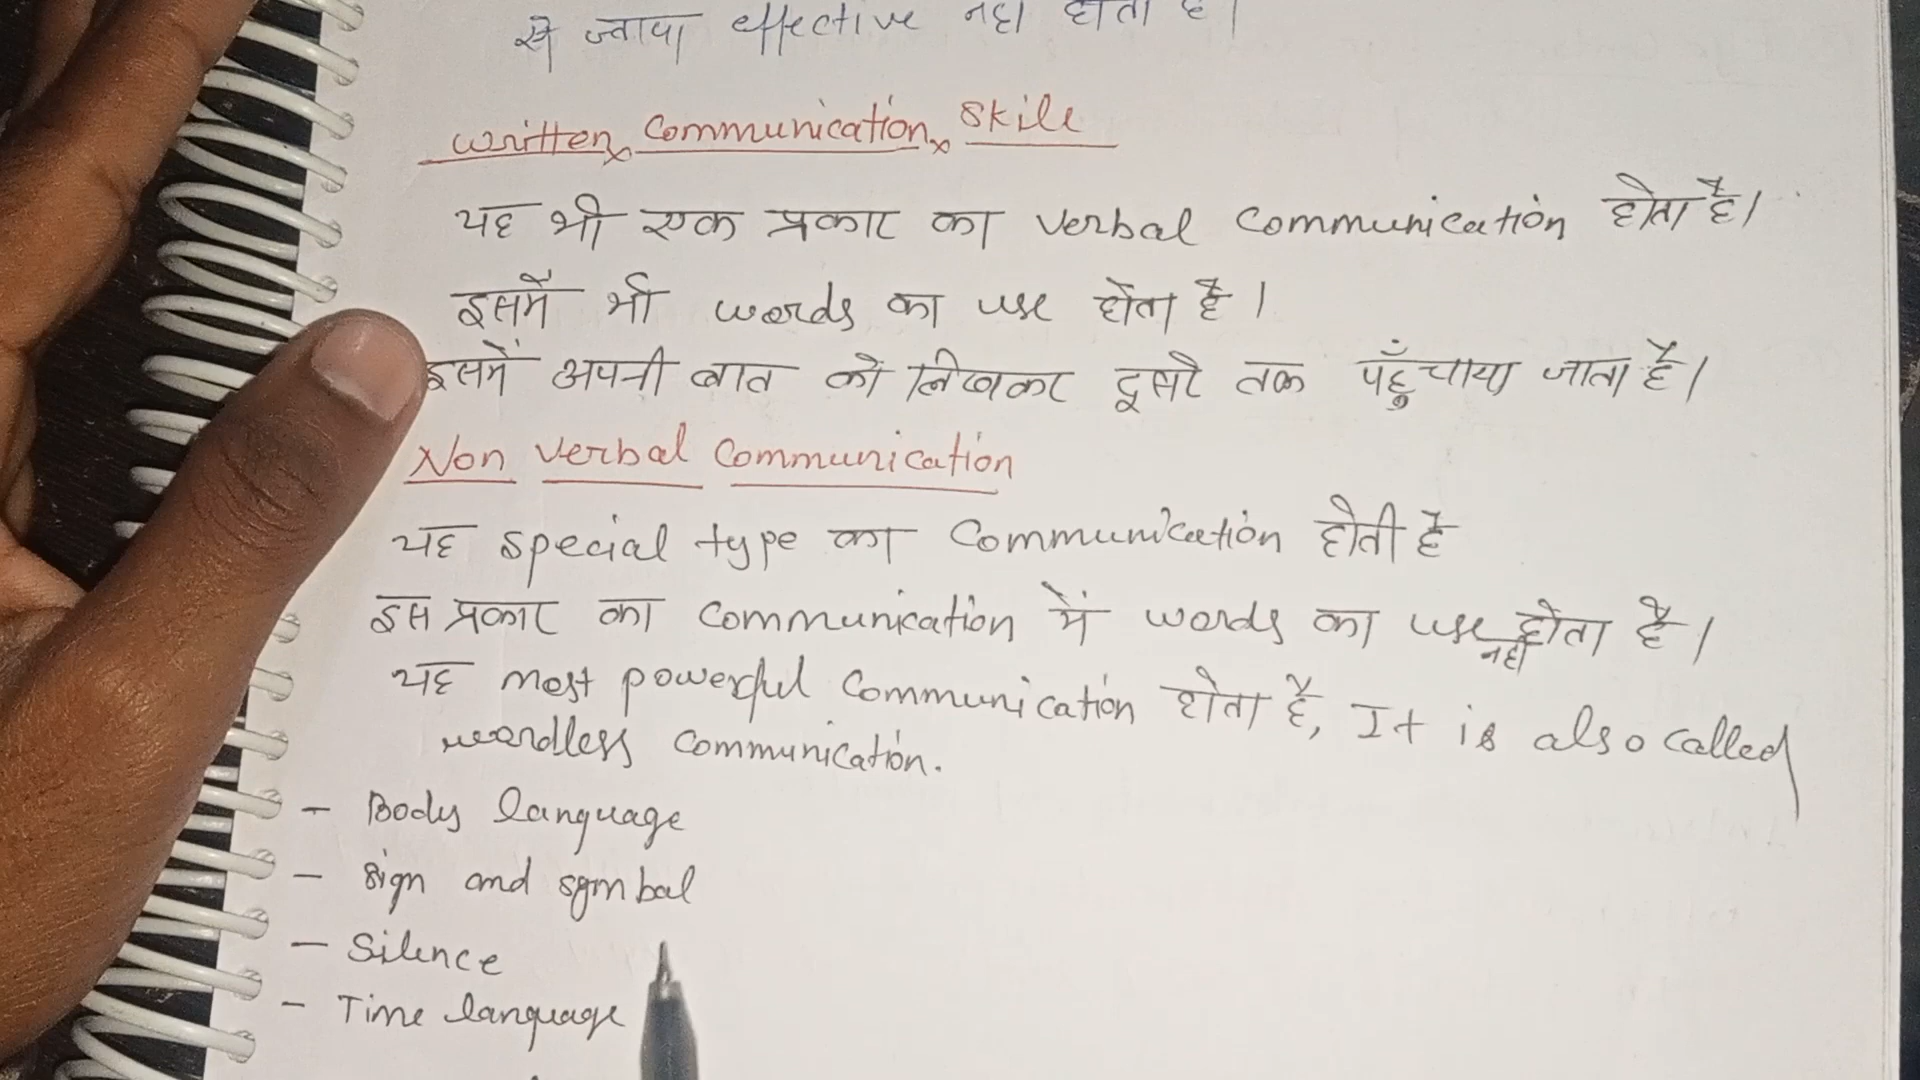 से ज्यादा effective नहीं होता है।
Written Communication Skill
यह भी एक प्रकार का verbal Communication होता है।
इसमें भी words का use होता है।
इसमें अपनी बात को लिखकर दूसरे तक पहुँचाया जाता है।
Non verbal Communication
यह special type का Communication होती है
इस प्रकार का Communication में words का use नहीं होता है।
यह most powerful Communication होता है, It is also called
wordless Communication.
- Body language
- Sign and symbal
- Silence
- Time language